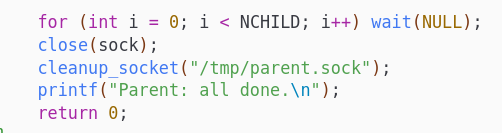 for (int i = 0; i < NCHILD; i++) wait(NULL);
close(sock);
cleanup_socket("/tmp/parent.sock");
printf("Parent: all done.\n");
return 0;